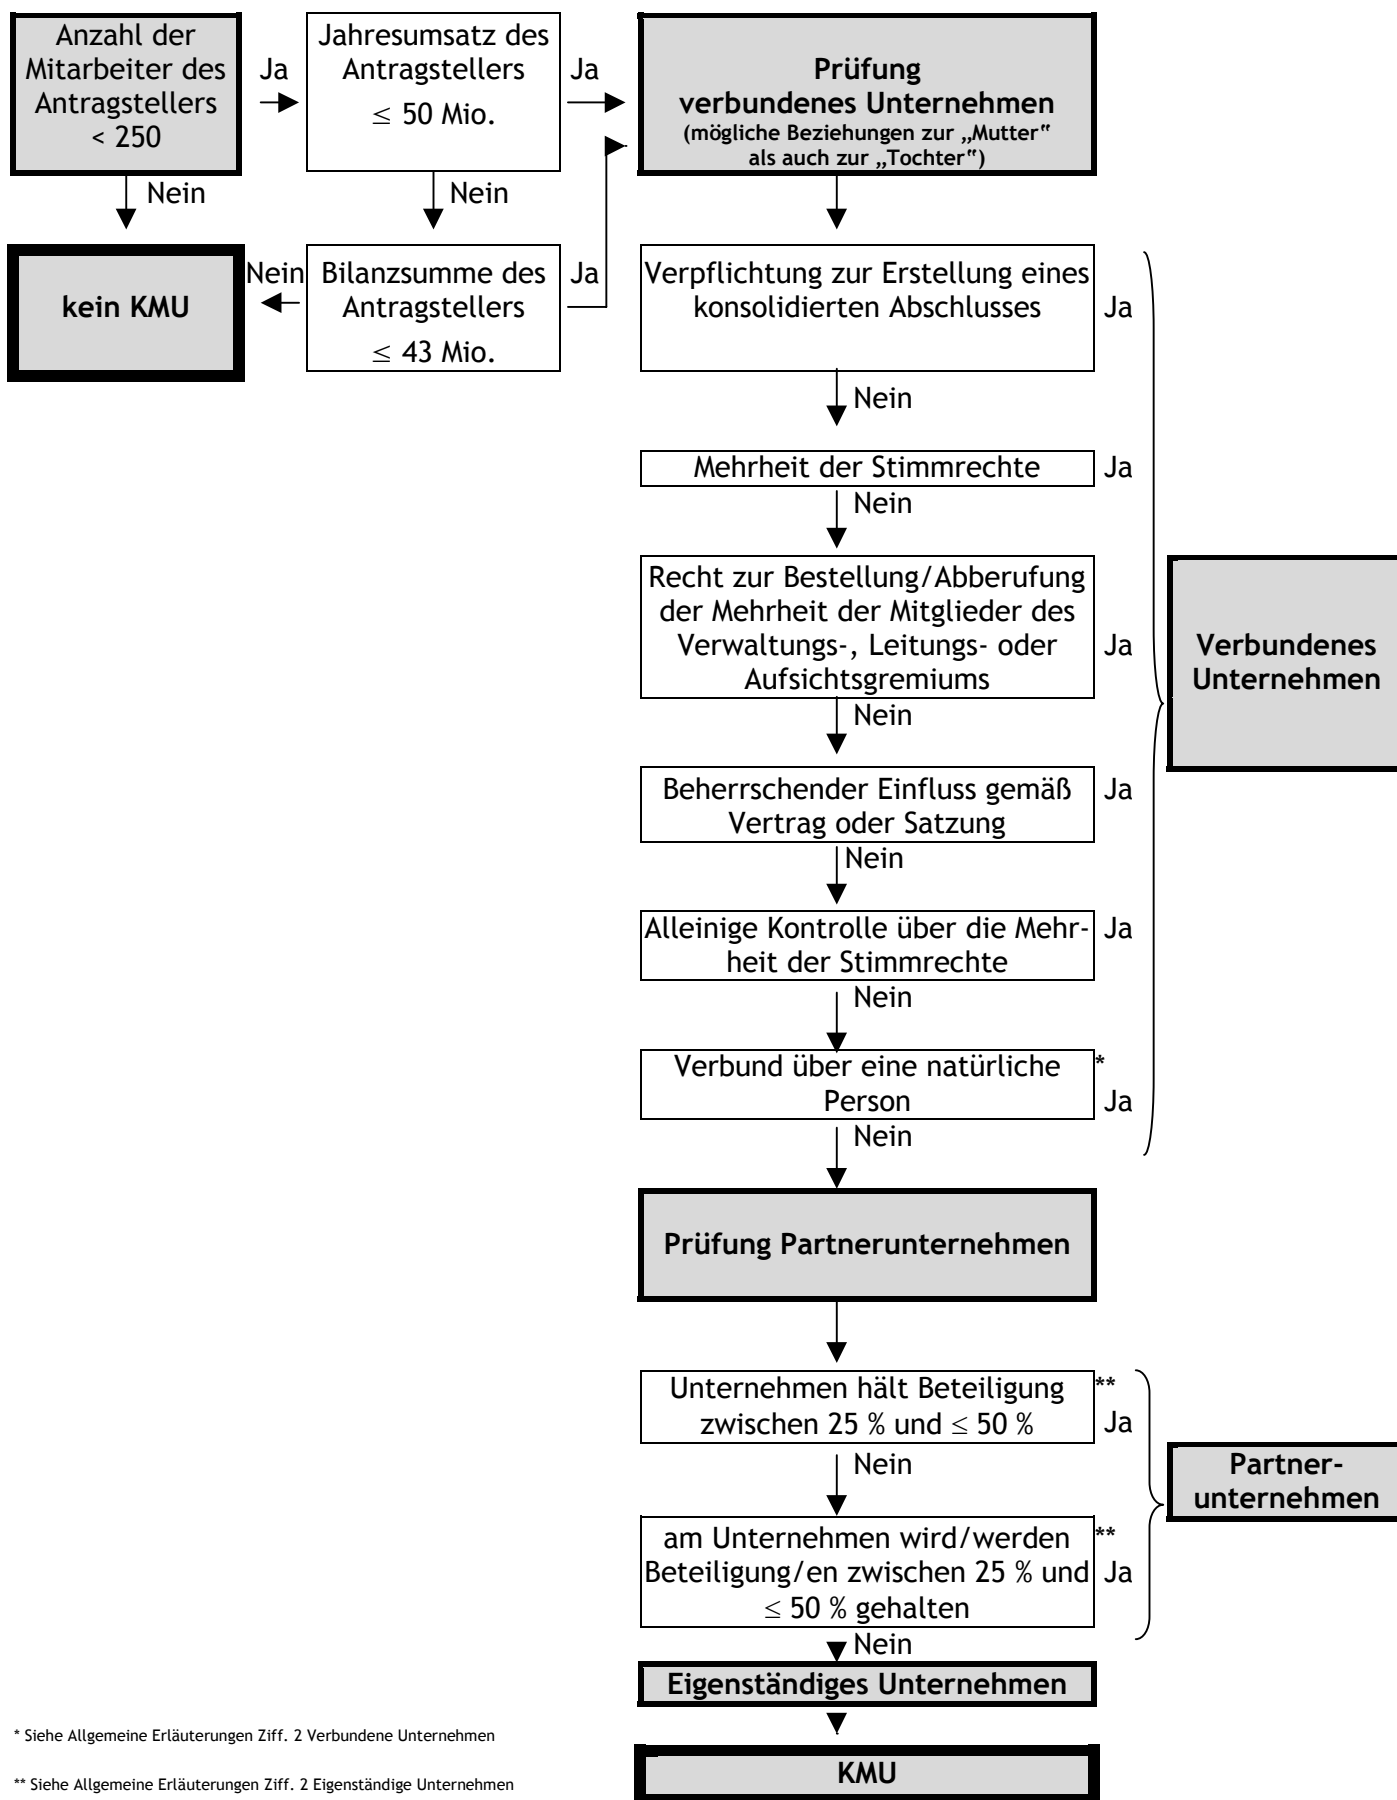 Anzahl der
Mitarbeiter des
Antragstellers
< 250
Ja
Jahresumsatz des
Antragstellers
≤ 50 Mio.
Ja
Prüfung
verbundenes Unternehmen
(mögliche Beziehungen zur „Mutter“
als auch zur „Tochter“)
Nein
Nein
kein KMU
Nein
Bilanzsumme des
Antragstellers
≤ 43 Mio.
Ja
Verpflichtung zur Erstellung eines
konsolidierten Abschlusses
Ja
Nein
Mehrheit der Stimmrechte
Ja
Nein
Recht zur Bestellung/Abberufung
der Mehrheit der Mitglieder des
Verwaltungs-, Leitungs- oder
Aufsichtsgremiums
Ja
Verbundenes
Unternehmen
Nein
Beherrschender Einfluss gemäß
Vertrag oder Satzung
Ja
Nein
Alleinige Kontrolle über die Mehr-
heit der Stimmrechte
Ja
Nein
Verbund über eine natürliche
Person
*
Ja
Nein
Prüfung Partnerunternehmen
Unternehmen hält Beteiligung
zwischen 25 % und ≤ 50 %
**
Ja
Nein
Partner-
unternehmen
am Unternehmen wird/werden
Beteiligung/en zwischen 25 % und
≤ 50 % gehalten
**
Ja
Nein
Eigenständiges Unternehmen
KMU
* Siehe Allgemeine Erläuterungen Ziff. 2 Verbundene Unternehmen
** Siehe Allgemeine Erläuterungen Ziff. 2 Eigenständige Unternehmen